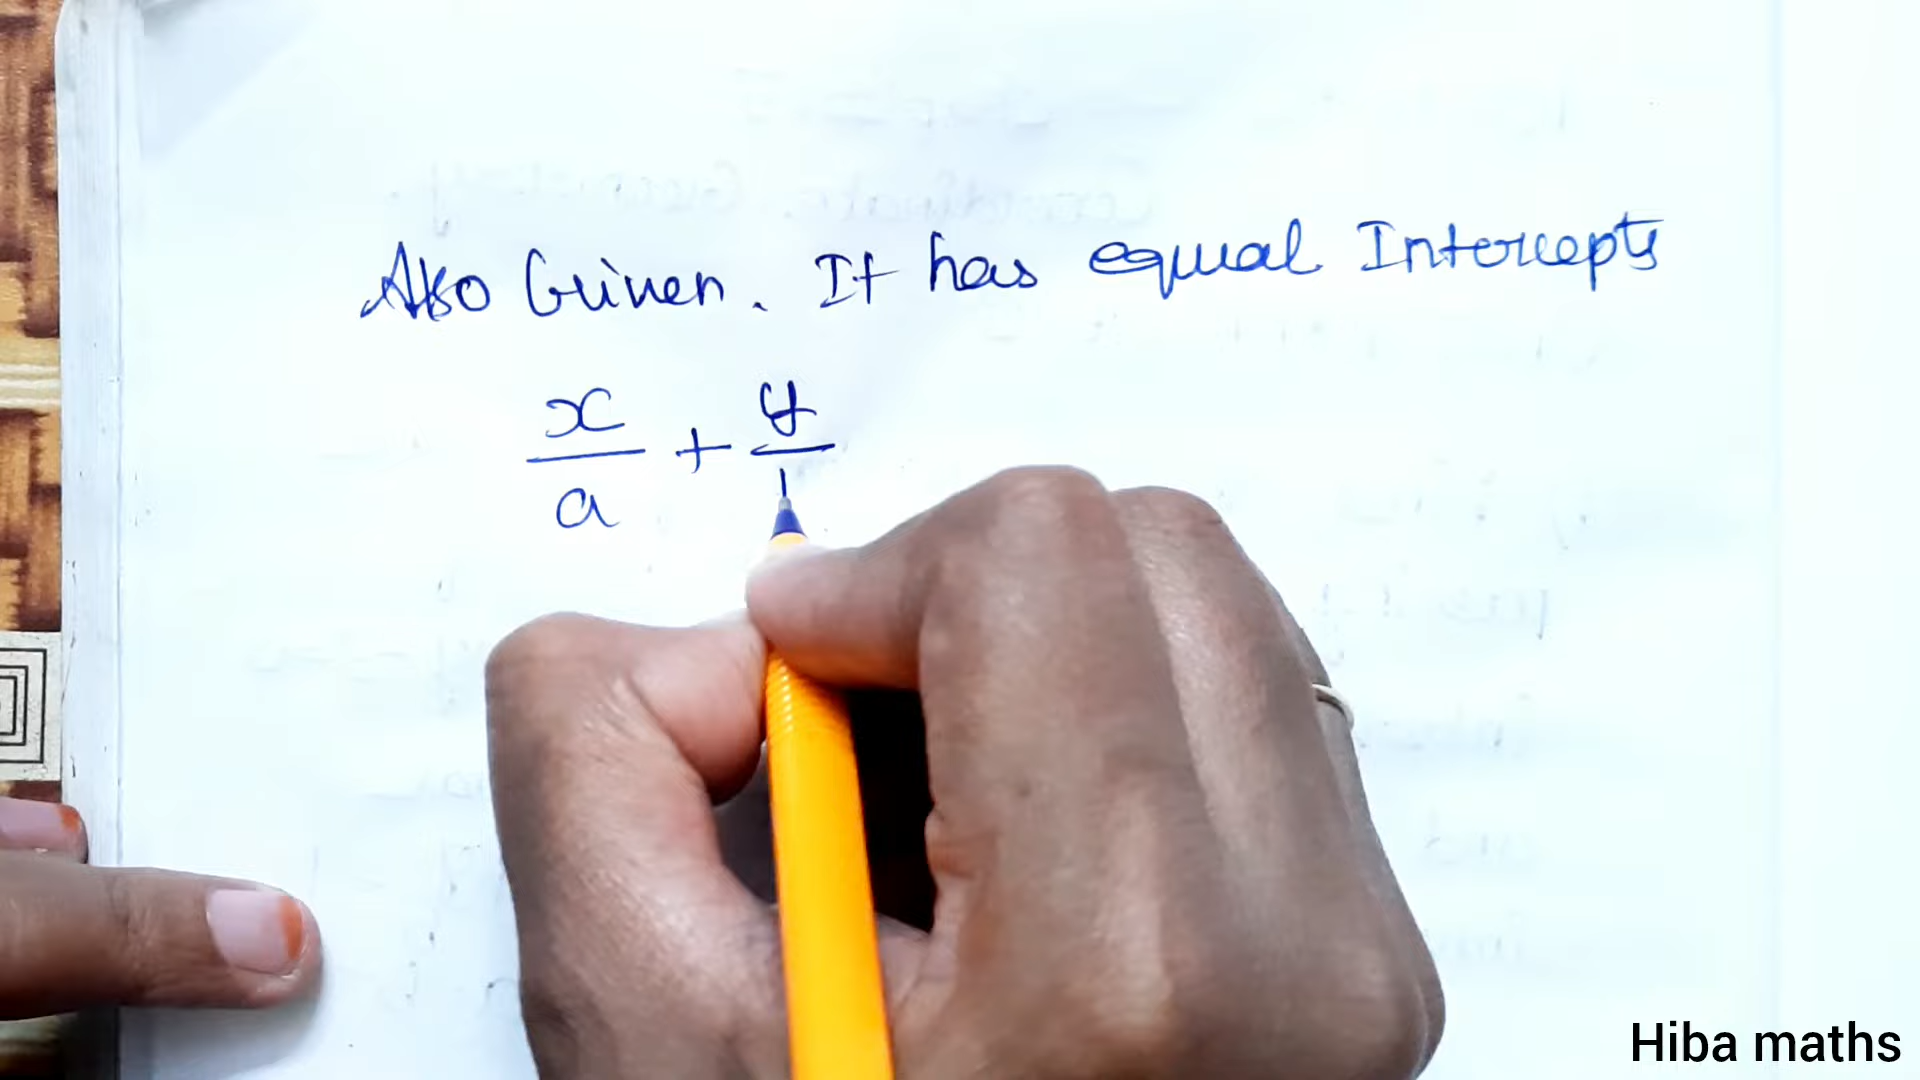 Also Given. It has equal Intercepts
x/a + y/
Hiba maths